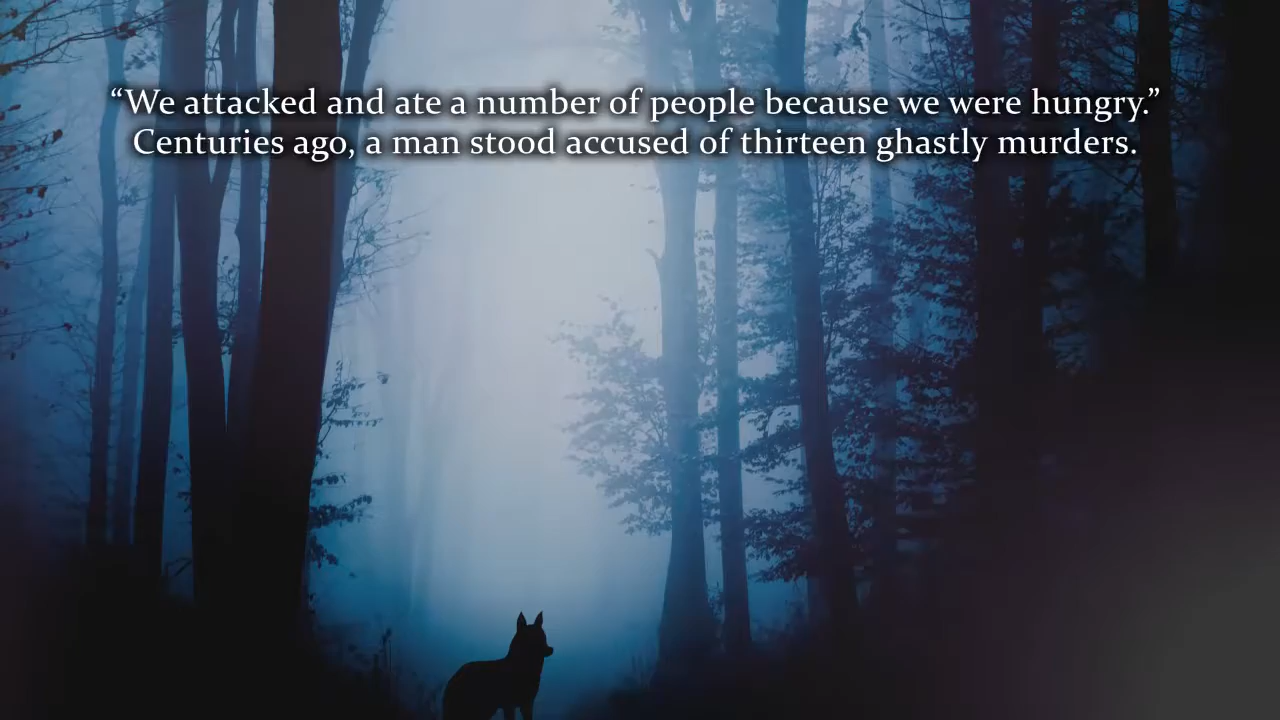 “We attacked and ate a number of people because we were hungry.”
Centuries ago, a man stood accused of thirteen ghastly murders.